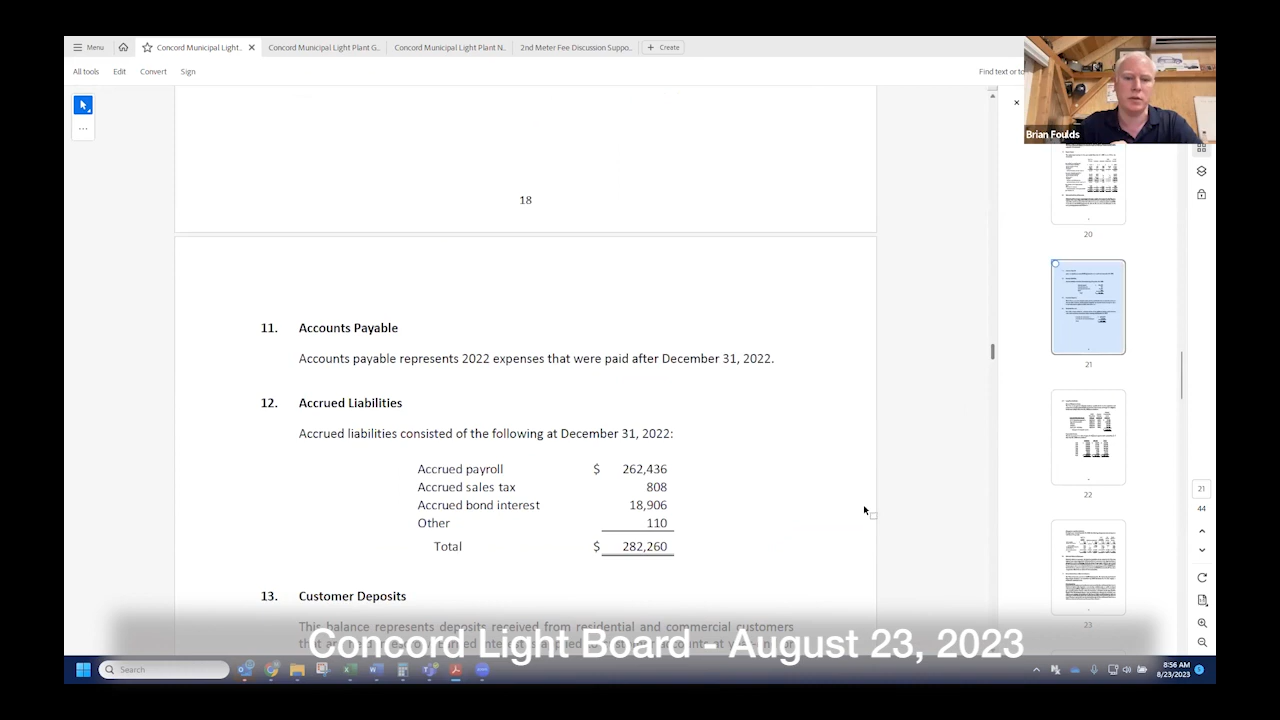 Menu
Concord Municipal Light..
Concord Municipal Light Plant G..
Concord Municipal Light Plant N..
2nd Meter Fee Discussion Suppo..
+ Create
All tools Edit Convert Sign
Find text or to
Brian Foulds
18
11. Accounts Payable
Accounts payable represents 2022 expenses that were paid after December 31, 2022.
12. Accrued Liabilities
Accrued liabilities consisted of the following at December 31, 2022:
Accrued payroll $ 262,436
Accrued sales tax 808
Accrued bond interest 18,906
Other 110
Total $ 282,260
13. Customer Deposits
This balance represents deposits received from residential and commercial customers
20
21
22
23
21
44
Concord Light Board - August 23, 2023
Search
8:56 AM
8/23/2023